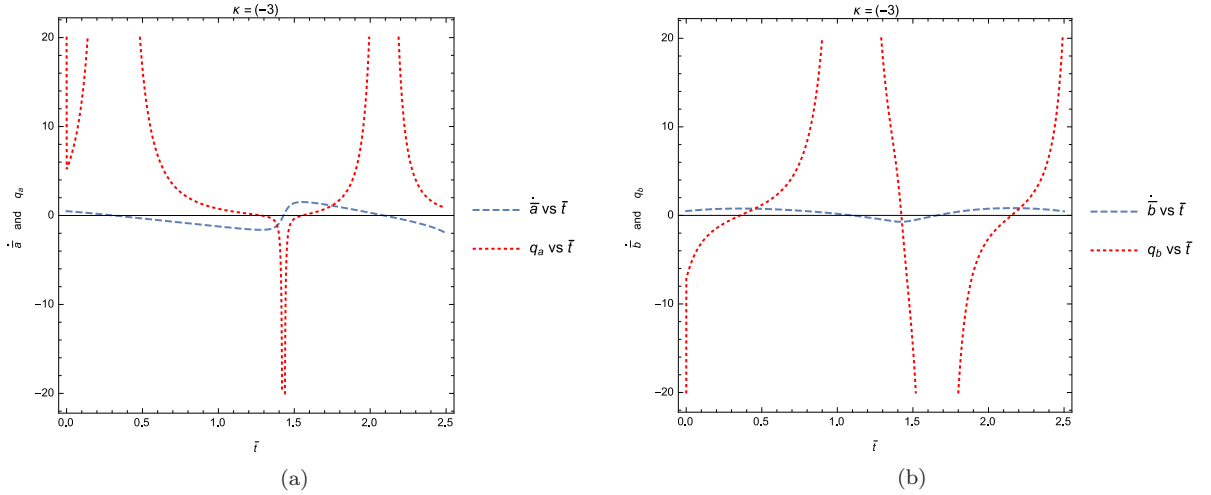 κ = (-3)
20
10
0
-10
-20
0.0 0.5 1.0 1.5 2.0 2.5
ǡ and q_a
t̄
ǡ vs t̄
q_a vs t̄
(a)
κ = (-3)
20
10
0
-10
-20
0.0 0.5 1.0 1.5 2.0 2.5
ḃ̄ and q_b
t̄
ḃ̄ vs t̄
q_b vs t̄
(b)